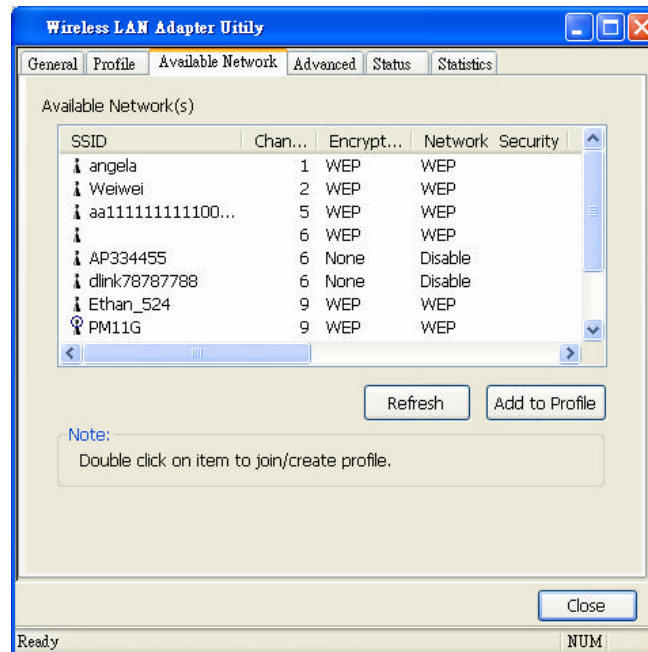 Wireless LAN Adapter Uitily
General Profile Available Network Advanced Status Statistics
Available Network(s)
SSID Chan... Encrypt... Network Security
angela 1 WEP WEP
Weiwei 2 WEP WEP
aa111111111100... 5 WEP WEP
6 WEP WEP
AP334455 6 None Disable
dlink78787788 6 None Disable
Ethan_524 9 WEP WEP
PM11G 9 WEP WEP
Refresh Add to Profile
Note:
Double click on item to join/create profile.
Close
Ready NUM